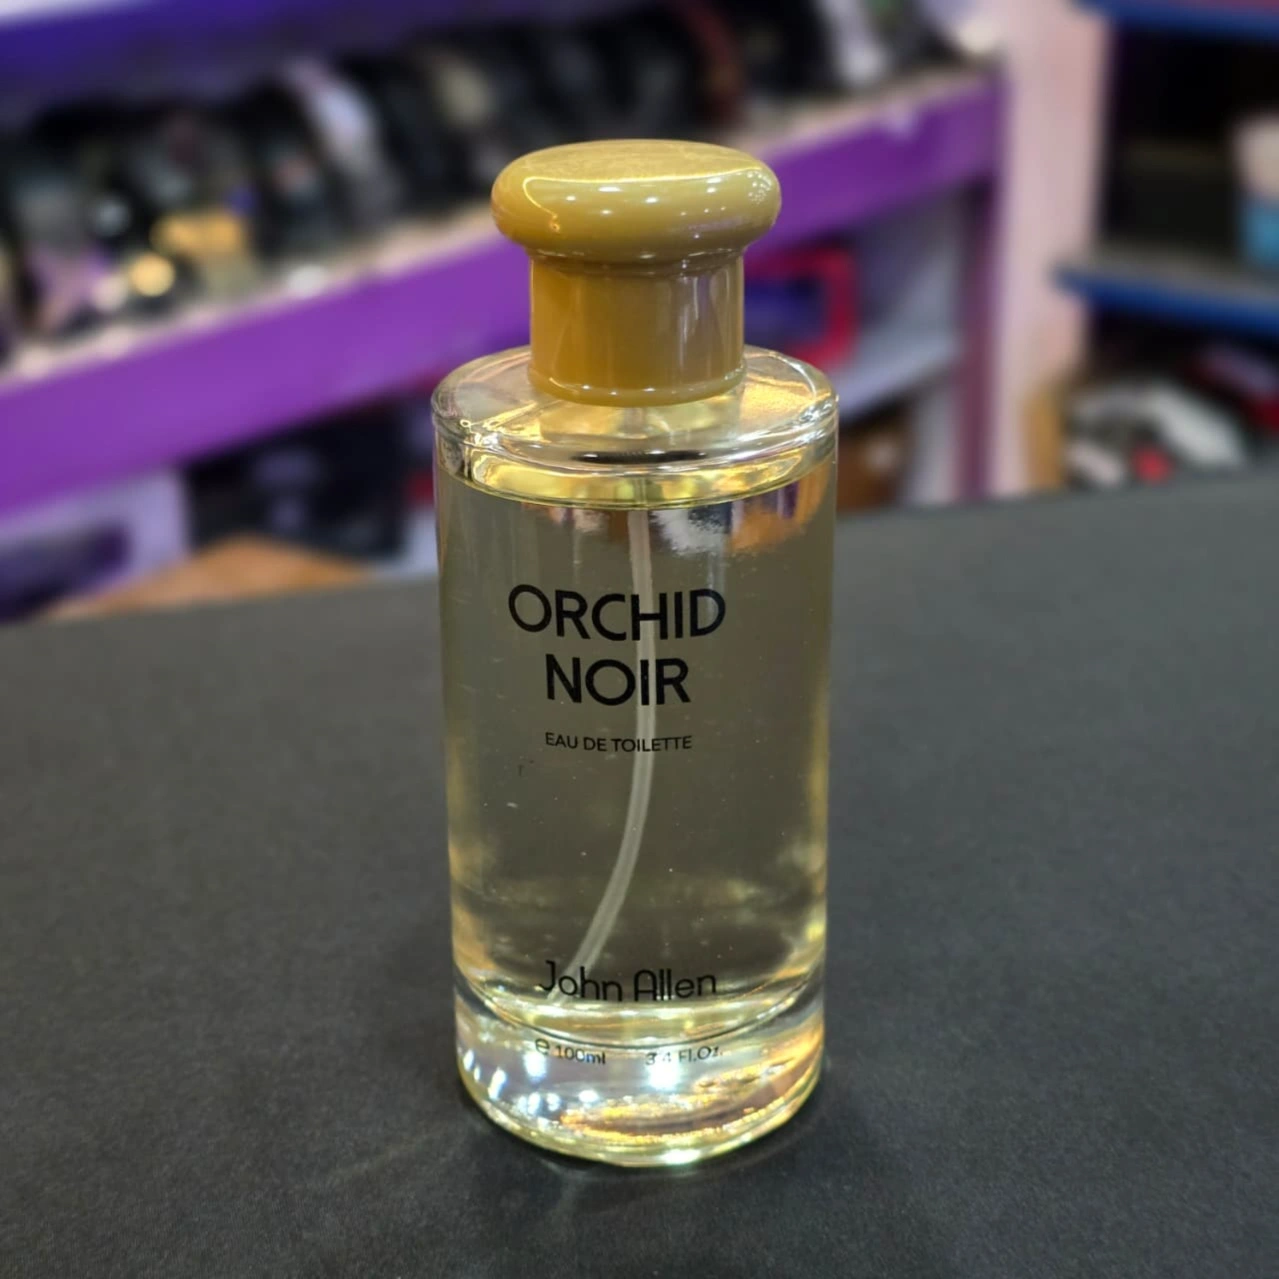 ORCHID
NOIR
EAU DE TOILETTE
John Allen
℮ 100ml 3.4 Fl.Oz.